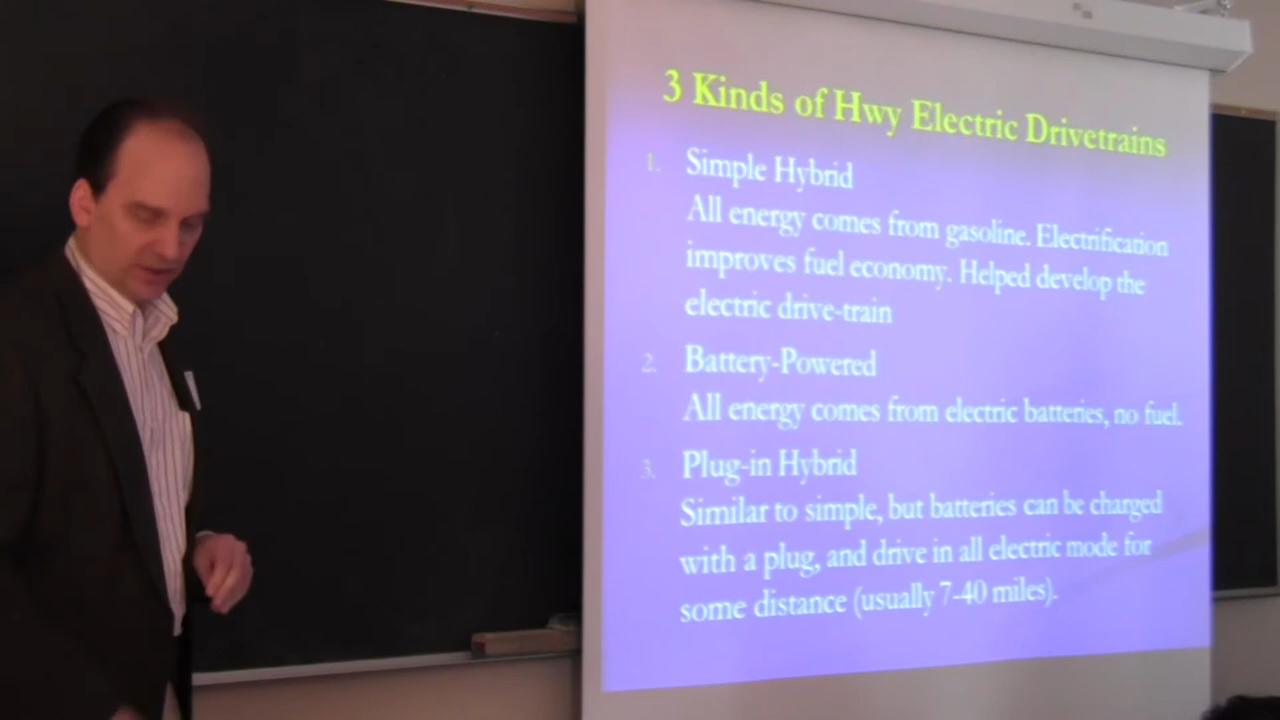 3 Kinds of Hwy Electric Drivetrains
1. Simple Hybrid
All energy comes from gasoline. Electrification
improves fuel economy. Helped develop the
electric drive-train
2. Battery-Powered
All energy comes from electric batteries, no fuel.
3. Plug-in Hybrid
Similar to simple, but batteries can be charged
with a plug, and drive in all electric mode for
some distance (usually 7-40 miles).